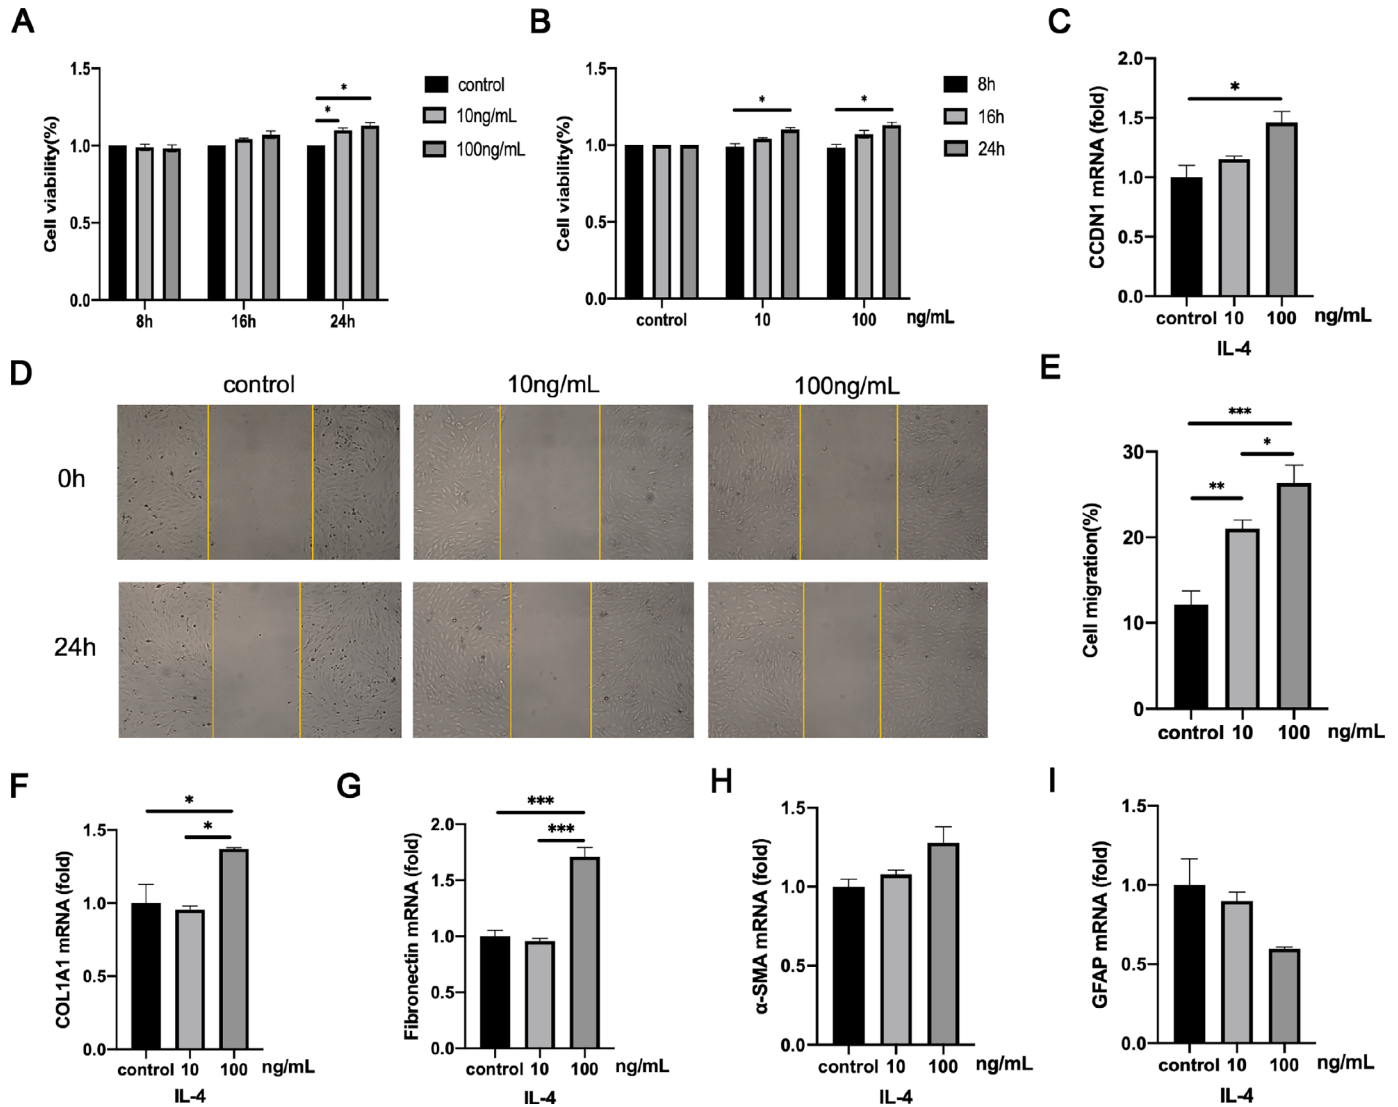 A
Cell viability(%)
1.5
1.0
0.5
0.0
8h
16h
24h
*
*
control
10ng/mL
100ng/mL
B
Cell viability(%)
1.5
1.0
0.5
0.0
control
10
100
ng/mL
*
*
8h
16h
24h
C
CCDN1 mRNA (fold)
2.0
1.5
1.0
0.5
0.0
*
control 10 100 ng/mL
IL-4
D
control
10ng/mL
100ng/mL
0h
24h
E
Cell migration(%)
30
20
10
0
***
*
**
control 10 100 ng/mL
F
COL1A1 mRNA (fold)
1.5
1.0
0.5
0.0
*
*
control 10 100 ng/mL
IL-4
G
Fibronectin mRNA (fold)
2.0
1.5
1.0
0.5
0.0
***
***
control 10 100 ng/mL
IL-4
H
α-SMA mRNA (fold)
1.5
1.0
0.5
0.0
control 10 100 ng/mL
IL-4
I
GFAP mRNA (fold)
1.5
1.0
0.5
0.0
control 10 100 ng/mL
IL-4